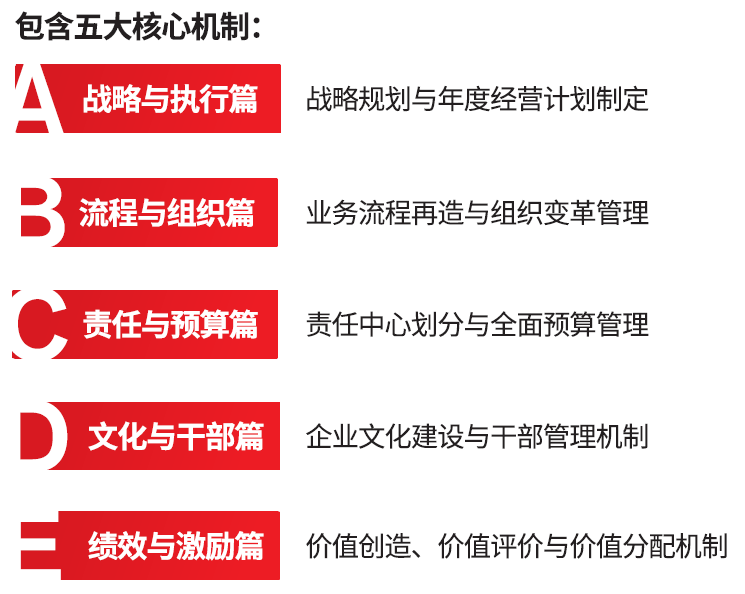 包含五大核心机制：
A 战略与执行篇 战略规划与年度经营计划制定
B 流程与组织篇 业务流程再造与组织变革管理
C 责任与预算篇 责任中心划分与全面预算管理
D 文化与干部篇 企业文化建设与干部管理机制
E 绩效与激励篇 价值创造、价值评价与价值分配机制